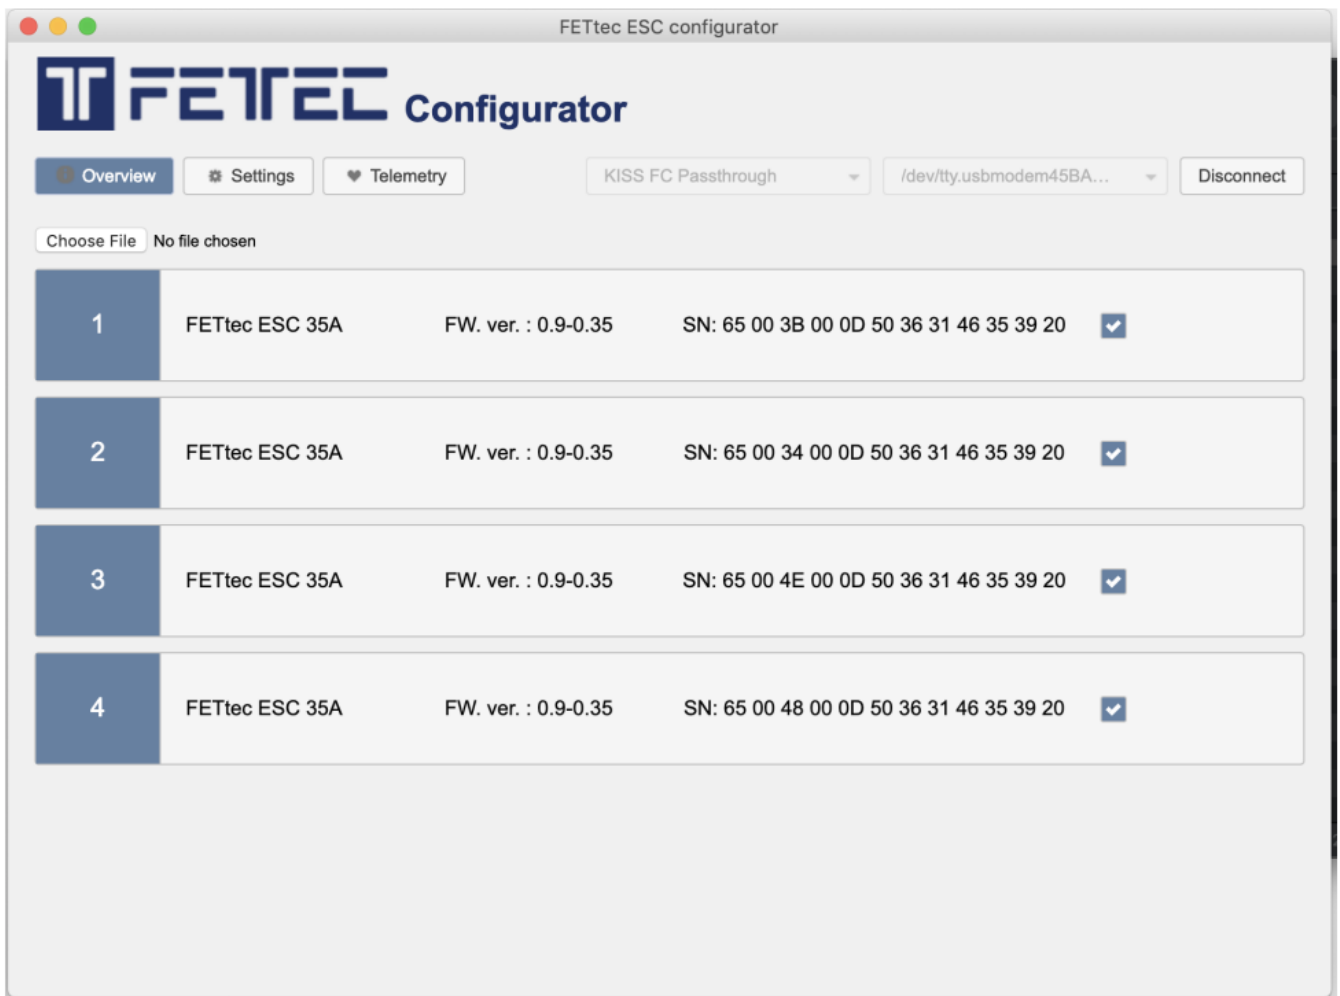 FETtec ESC configurator
FETTEC Configurator
Overview Settings Telemetry KISS FC Passthrough /dev/tty.usbmodem45BA... Disconnect
Choose File No file chosen
1 FETtec ESC 35A FW. ver. : 0.9-0.35 SN: 65 00 3B 00 0D 50 36 31 46 35 39 20
2 FETtec ESC 35A FW. ver. : 0.9-0.35 SN: 65 00 34 00 0D 50 36 31 46 35 39 20
3 FETtec ESC 35A FW. ver. : 0.9-0.35 SN: 65 00 4E 00 0D 50 36 31 46 35 39 20
4 FETtec ESC 35A FW. ver. : 0.9-0.35 SN: 65 00 48 00 0D 50 36 31 46 35 39 20